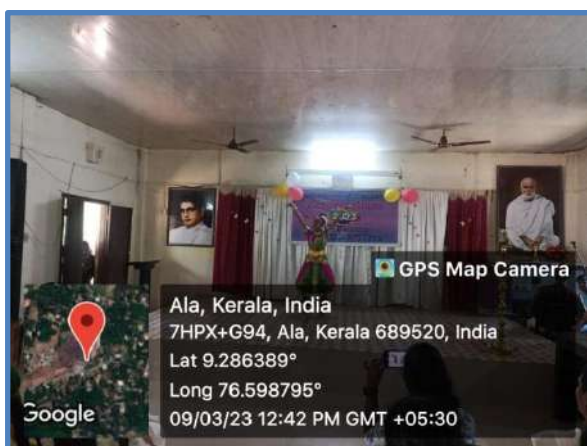 GPS Map Camera
Ala, Kerala, India
7HPX+G94, Ala, Kerala 689520, India
Lat 9.286389°
Long 76.598795°
09/03/23 12:42 PM GMT +05:30
Google